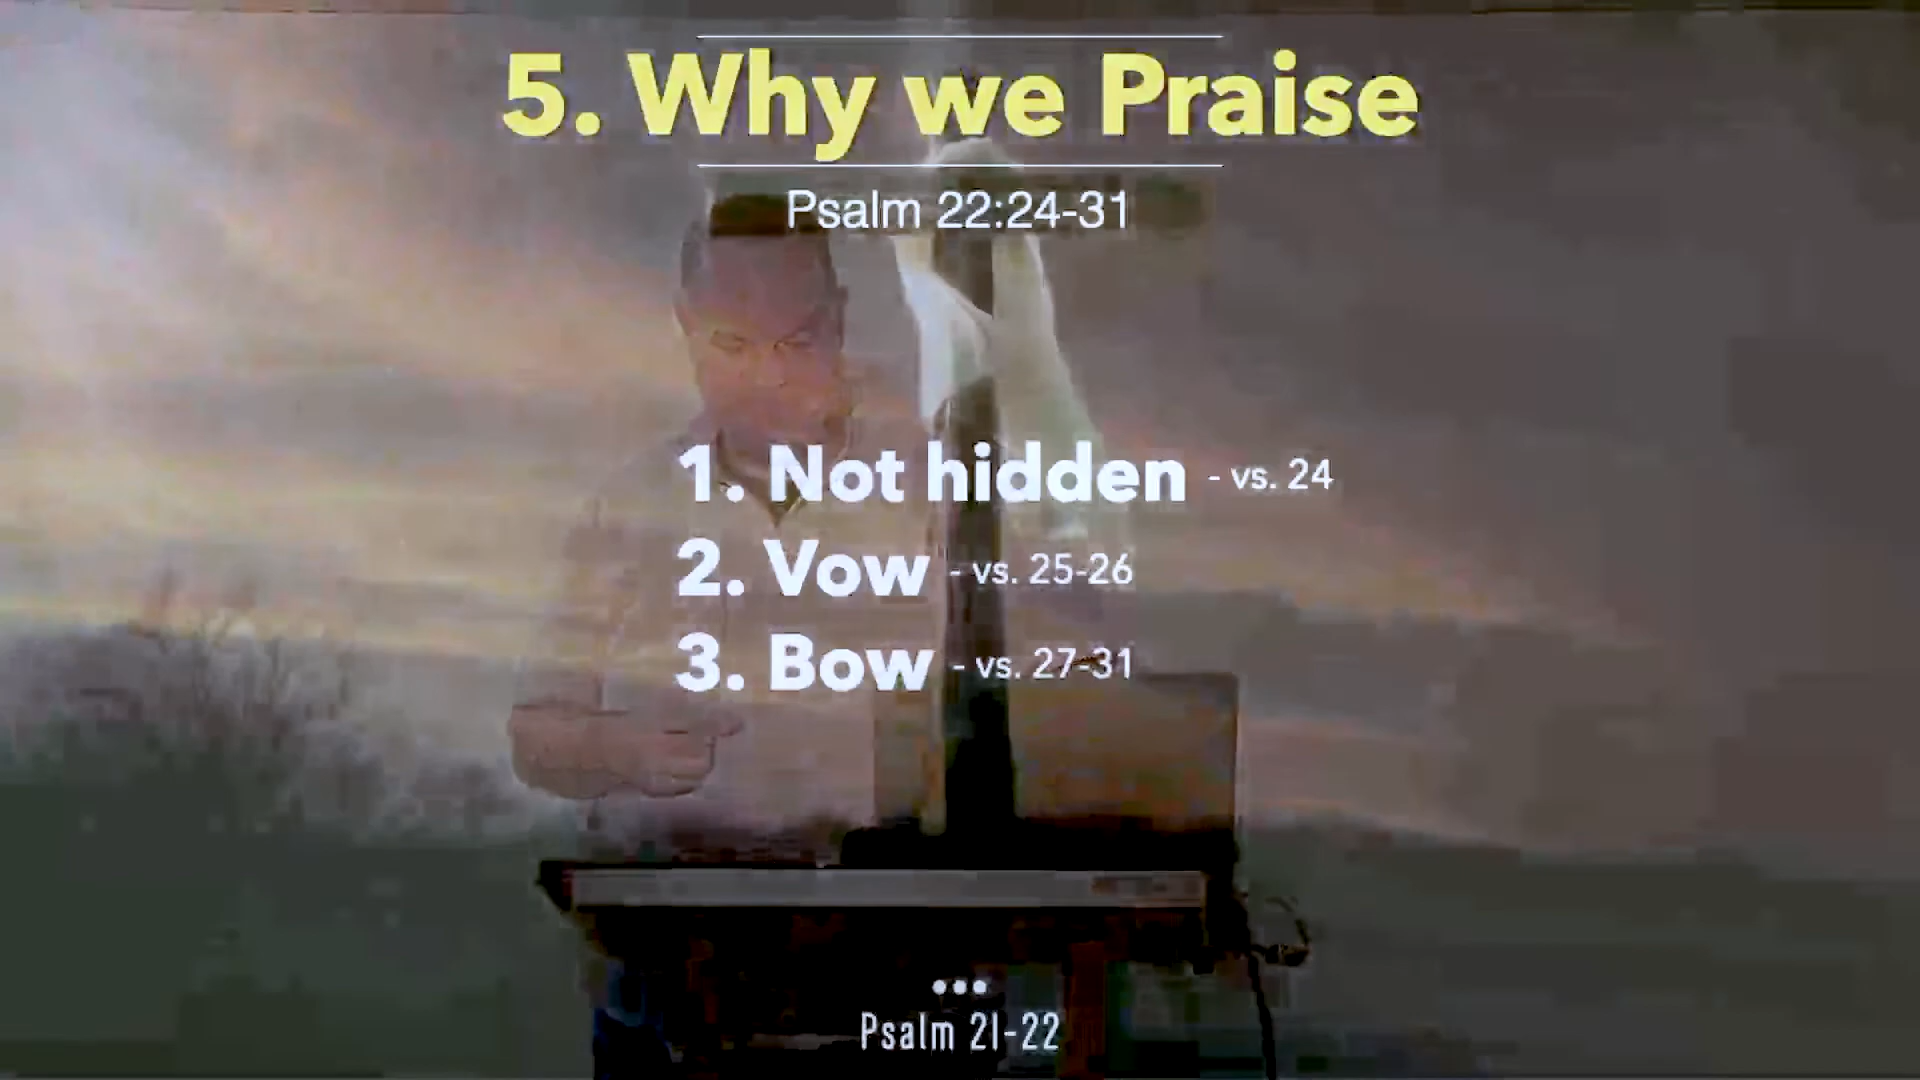 5. Why we Praise
Psalm 22:24-31
1. Not hidden - vs. 24
2. Vow - vs. 25-26
3. Bow - vs. 27-31
Psalm 21-22